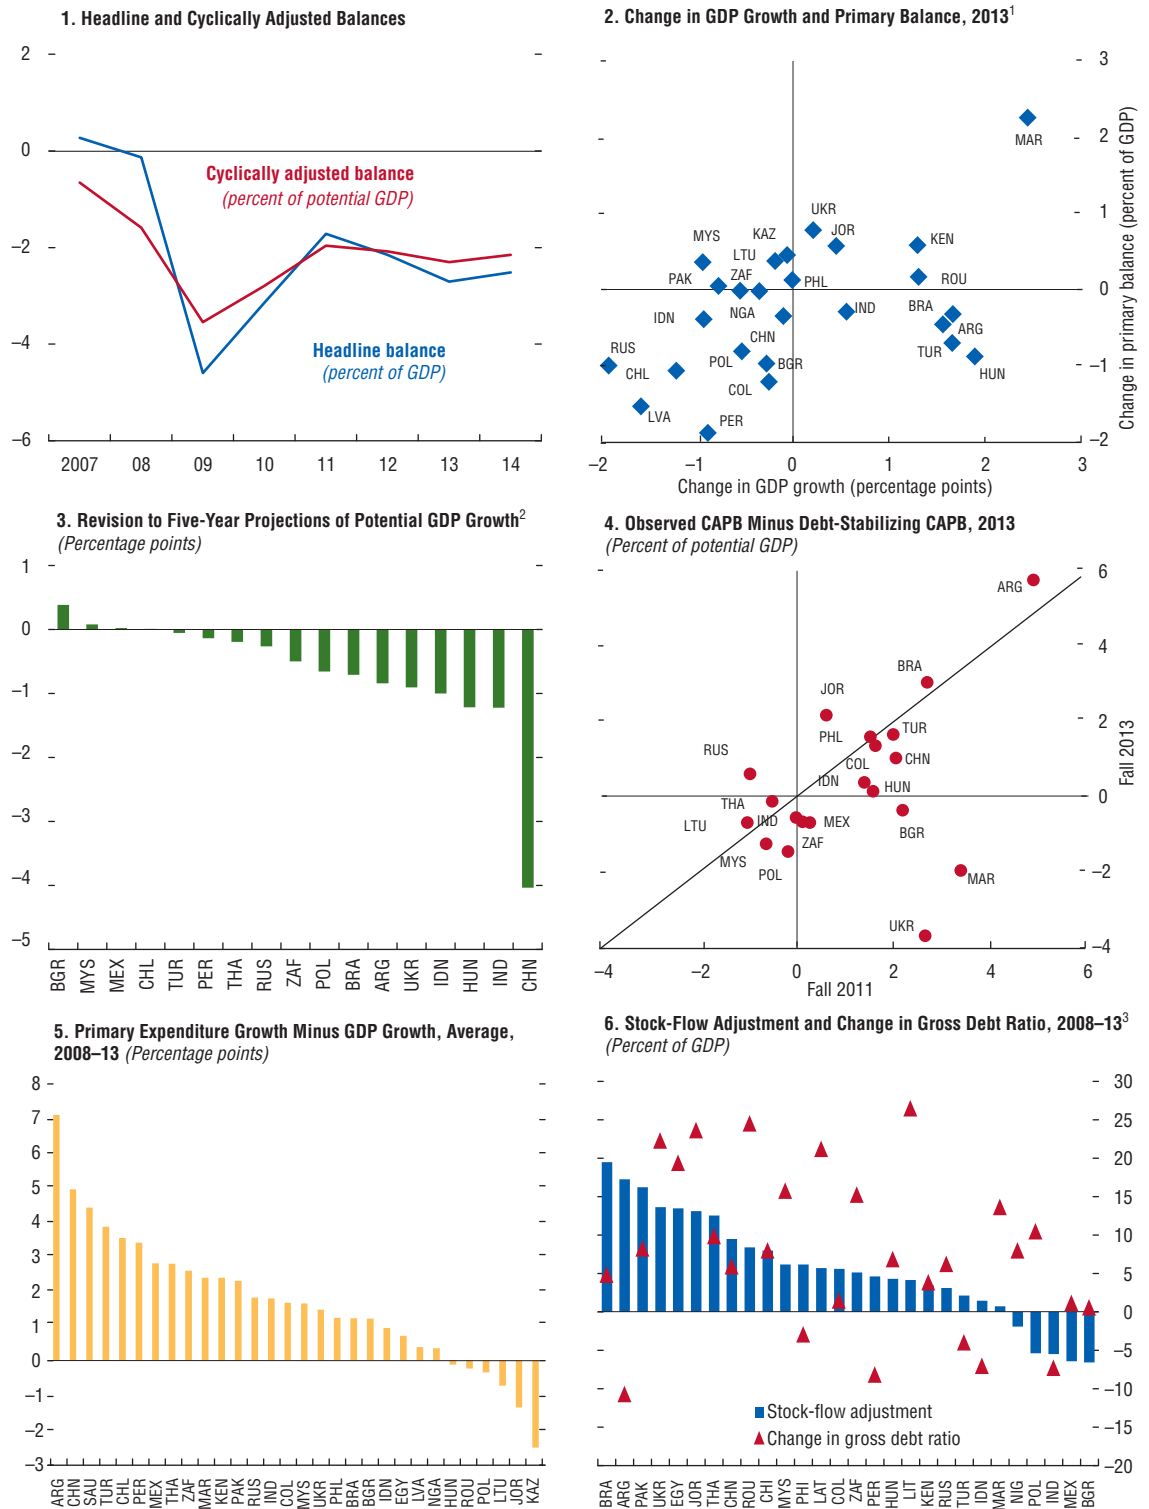 1. Headline and Cyclically Adjusted Balances
2
0
–2
–4
–6
Cyclically adjusted balance
(percent of potential GDP)
Headline balance
(percent of GDP)
2007 08 09 10 11 12 13 14
2. Change in GDP Growth and Primary Balance, 2013¹
3
2
1
0
–1
–2
MAR
UKR
JOR
KAZ
MYS
LTU
KEN
PAK
ZAF
PHL
ROU
IDN
NGA
IND
BRA
ARG
CHN
TUR
RUS
CHL
POL
BGR
HUN
COL
LVA
PER
–2 –1 0 1 2 3
Change in GDP growth (percentage points)
Change in primary balance (percent of GDP)
3. Revision to Five-Year Projections of Potential GDP Growth²
(Percentage points)
1
0
–1
–2
–3
–4
–5
BGR MYS MEX CHL TUR PER THA RUS ZAF POL BRA ARG UKR IDN HUN IND CHN
4. Observed CAPB Minus Debt-Stabilizing CAPB, 2013
(Percent of potential GDP)
6
4
2
0
–2
–4
ARG
BRA
JOR
PHL
TUR
RUS
COL
CHN
IDN
HUN
THA
LTU
IND
MEX
BGR
ZAF
MYS
POL
MAR
UKR
–4 –2 0 2 4 6
Fall 2011
Fall 2013
5. Primary Expenditure Growth Minus GDP Growth, Average,
2008–13 (Percentage points)
8
7
6
5
4
3
2
1
0
–1
–2
–3
ARG CHN SAU TUR CHL PER MEX THA ZAF MAR KEN PAK RUS IND COL MYS UKR PHL BRA BGR IDN EGY LVA NGA HUN ROU POL LTU JOR KAZ
6. Stock-Flow Adjustment and Change in Gross Debt Ratio, 2008–13³
(Percent of GDP)
30
25
20
15
10
5
0
–5
–10
–15
–20
Stock-flow adjustment
Change in gross debt ratio
BRA ARG PAK UKR EGY JOR THA CHN ROU CHI MYS PHI LAT COL ZAF PER HUN LIT KEN RUS TUR IDN MAR NIG POL IND MEX BGR